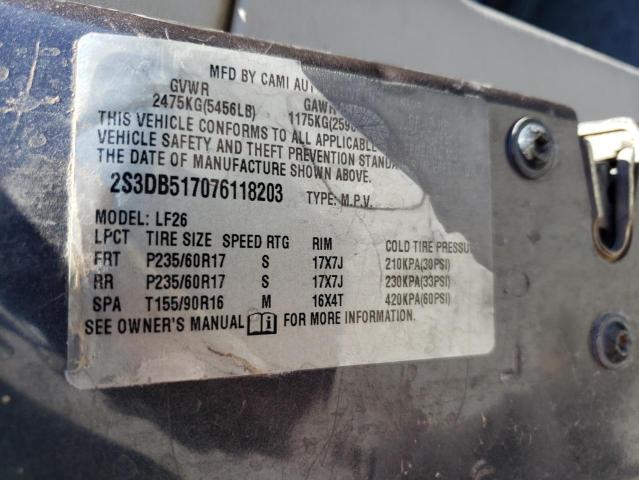 MFD BY CAMI AUT
GVWR GAWR
2475KG(5456LB) 1175KG(2590
THIS VEHICLE CONFORMS TO ALL APPLICABLE
VEHICLE SAFETY AND THEFT PREVENTION STANDA
THE DATE OF MANUFACTURE SHOWN ABOVE.
2S3DB517076118203 TYPE: M.P.V.
MODEL: LF26
LPCT TIRE SIZE SPEED RTG RIM COLD TIRE PRESSU
FRT P235/60R17 S 17X7J 210KPA(30PSI)
RR P235/60R17 S 17X7J 230KPA(33PSI)
SPA T155/90R16 M 16X4T 420KPA(60PSI)
SEE OWNER'S MANUAL i FOR MORE INFORMATION.